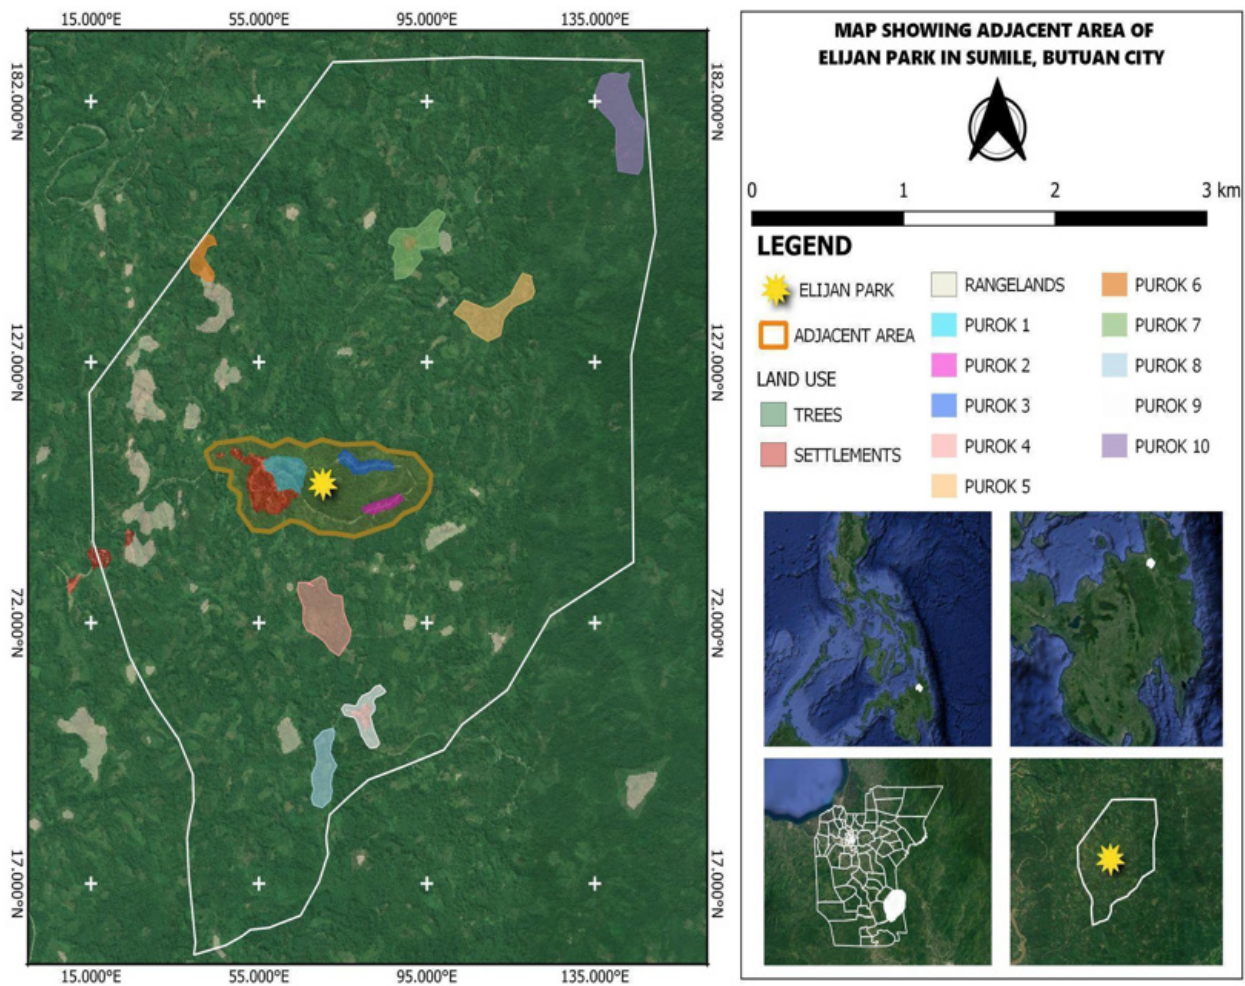 15.000°E 55.000°E 95.000°E 135.000°E
182.000°N 182.000°N
127.000°N 127.000°N
72.000°N 72.000°N
17.000°N 17.000°N
15.000°E 55.000°E 95.000°E 135.000°E
MAP SHOWING ADJACENT AREA OF
ELIJAN PARK IN SUMILE, BUTUAN CITY
0 1 2 3 km
LEGEND
ELIJAN PARK
ADJACENT AREA
LAND USE
TREES
SETTLEMENTS
RANGELANDS
PUROK 1
PUROK 2
PUROK 3
PUROK 4
PUROK 5
PUROK 6
PUROK 7
PUROK 8
PUROK 9
PUROK 10